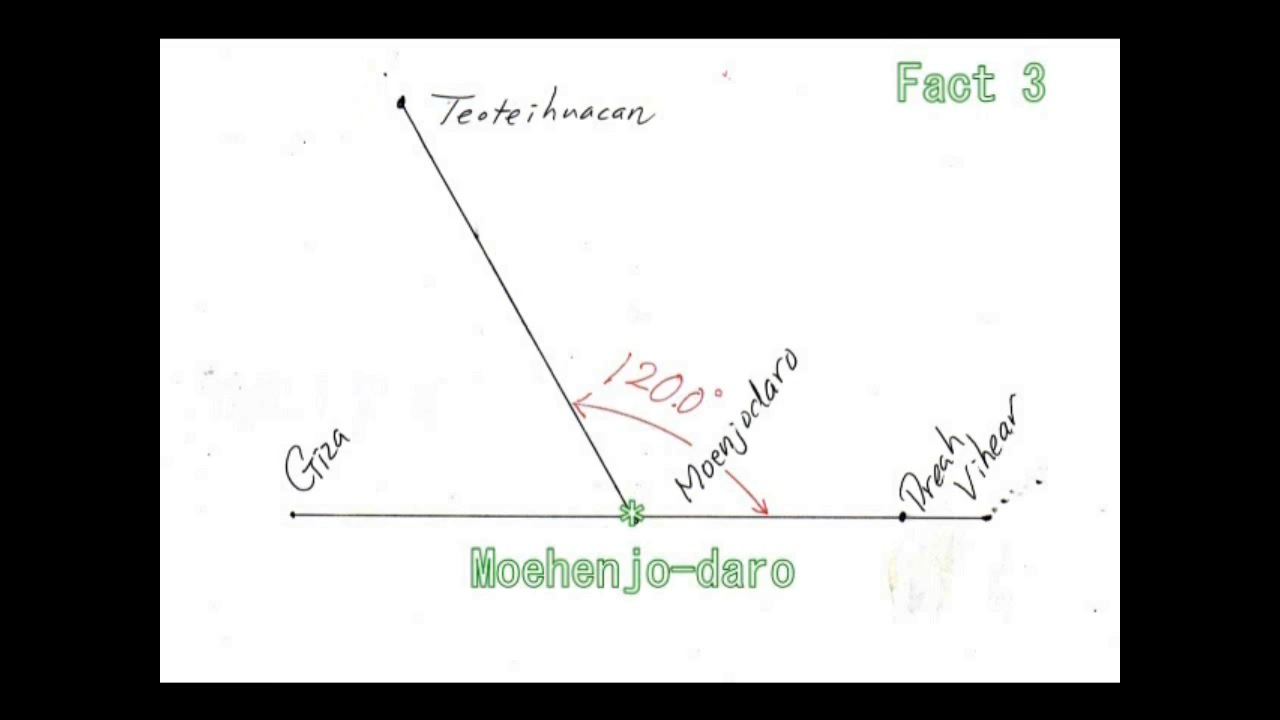 Fact 3
Teoteihuacan
120.0°
Moenjodaro
Giza
Preah
Vihear
*
Moehenjo-daro